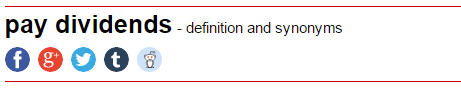 pay dividends - definition and synonyms
f g+ t